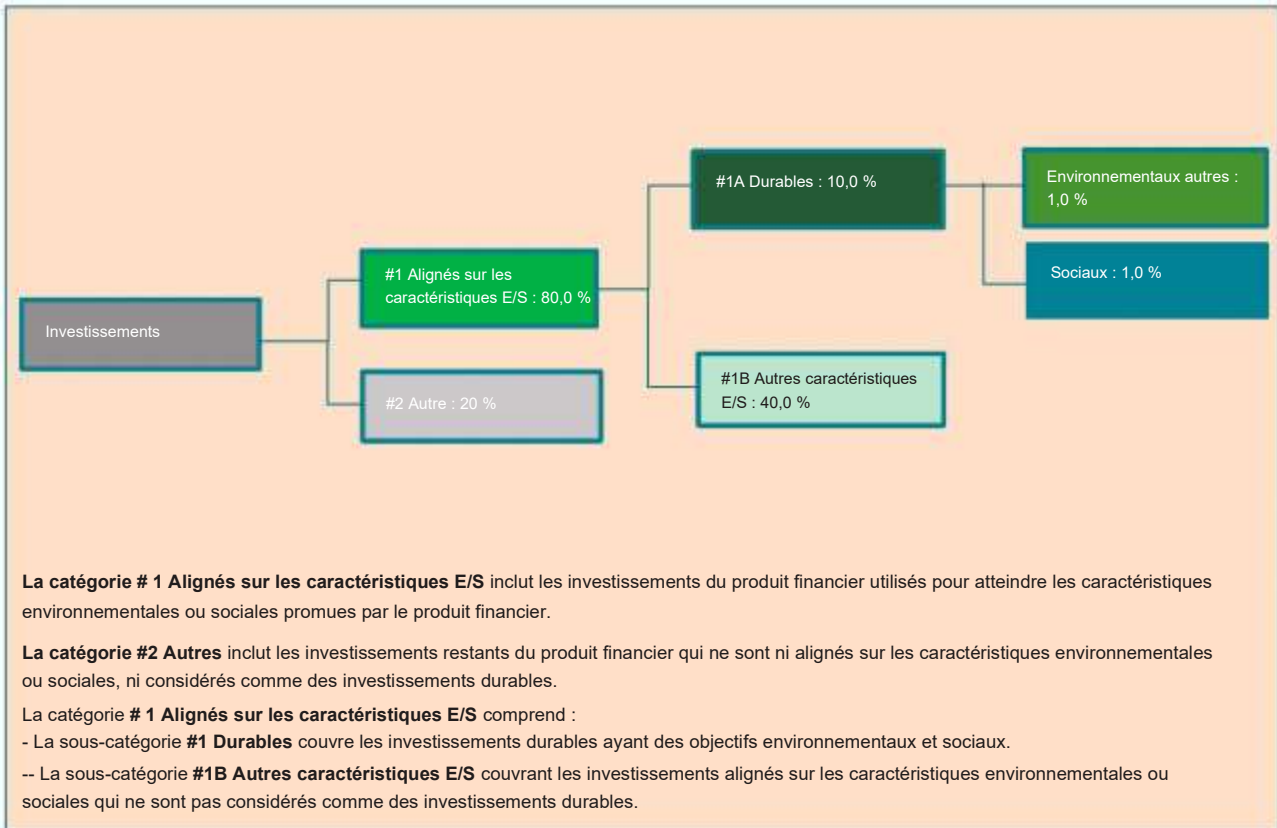 #1A Durables : 10,0 %
Environnementaux autres :
1,0 %
#1 Alignés sur les
caractéristiques E/S : 80,0 %
Sociaux : 1,0 %
Investissements
#2 Autre : 20 %
#1B Autres caractéristiques
E/S : 40,0 %
La catégorie # 1 Alignés sur les caractéristiques E/S inclut les investissements du produit financier utilisés pour atteindre les caractéristiques
environnementales ou sociales promues par le produit financier.
La catégorie #2 Autres inclut les investissements restants du produit financier qui ne sont ni alignés sur les caractéristiques environnementales
ou sociales, ni considérés comme des investissements durables.
La catégorie # 1 Alignés sur les caractéristiques E/S comprend :
- La sous-catégorie #1 Durables couvre les investissements durables ayant des objectifs environnementaux et sociaux.
-- La sous-catégorie #1B Autres caractéristiques E/S couvrant les investissements alignés sur les caractéristiques environnementales ou
sociales qui ne sont pas considérés comme des investissements durables.